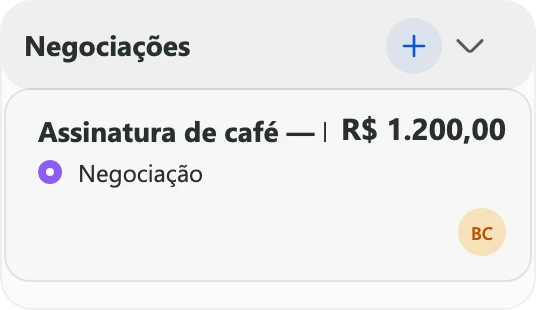 Negociações
Assinatura de café —
R$ 1.200,00
Negociação
BC